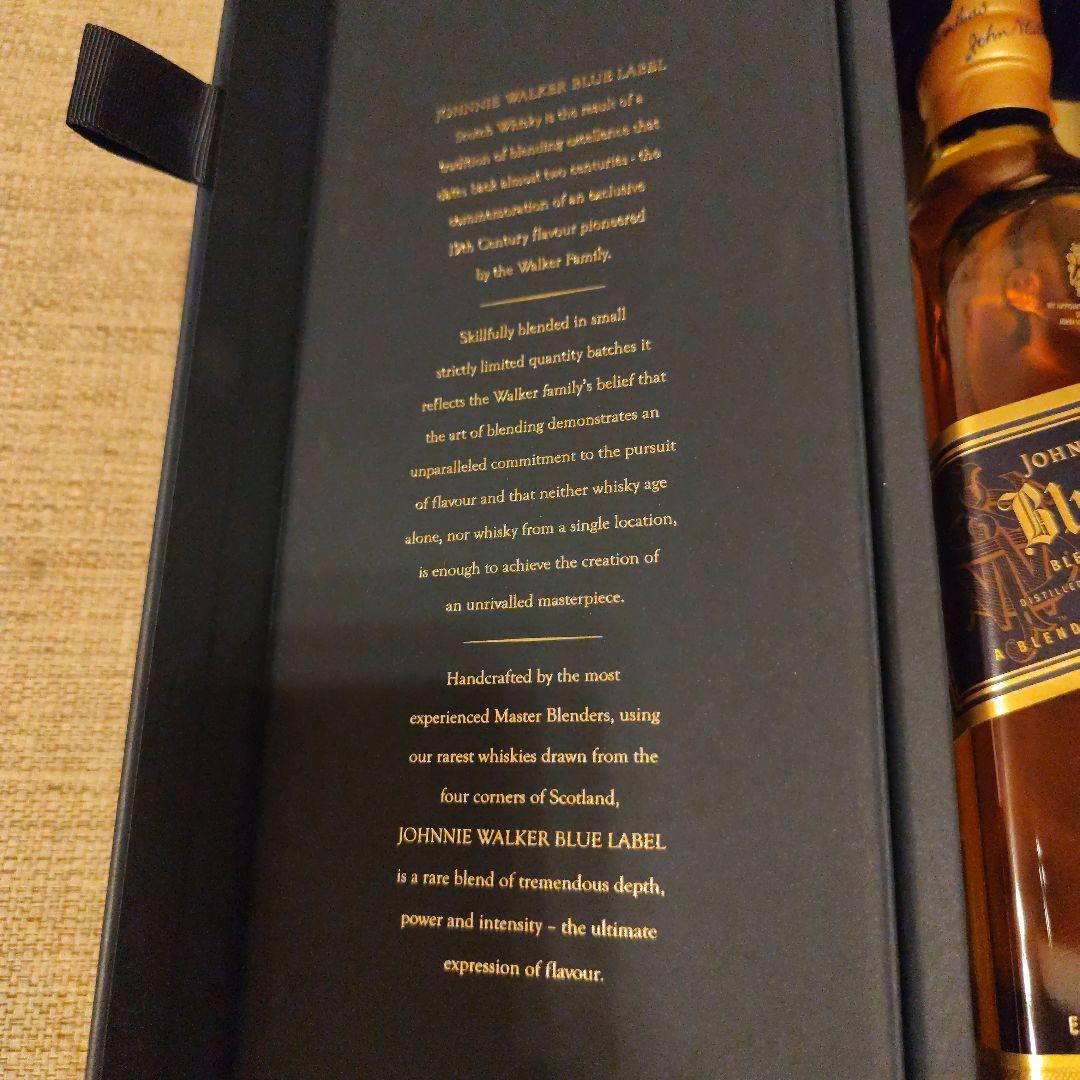 JOHNNIE WALKER BLUE LABEL
Scotch Whisky is the result of a
tradition of blending excellence that
dates back almost two centuries - the
commemoration of an exclusive
19th Century flavour pioneered
by the Walker Family.
Skillfully blended in small
strictly limited quantity batches it
reflects the Walker family's belief that
the art of blending demonstrates an
unparalleled commitment to the pursuit
of flavour and that neither whisky age
alone, nor whisky from a single location,
is enough to achieve the creation of
an unrivalled masterpiece.
Handcrafted by the most
experienced Master Blenders, using
our rarest whiskies drawn from the
four corners of Scotland,
JOHNNIE WALKER BLUE LABEL
is a rare blend of tremendous depth,
power and intensity – the ultimate
expression of flavour.
John
JOHN
Blu
BLE
DISTILLED
A BLEND
E